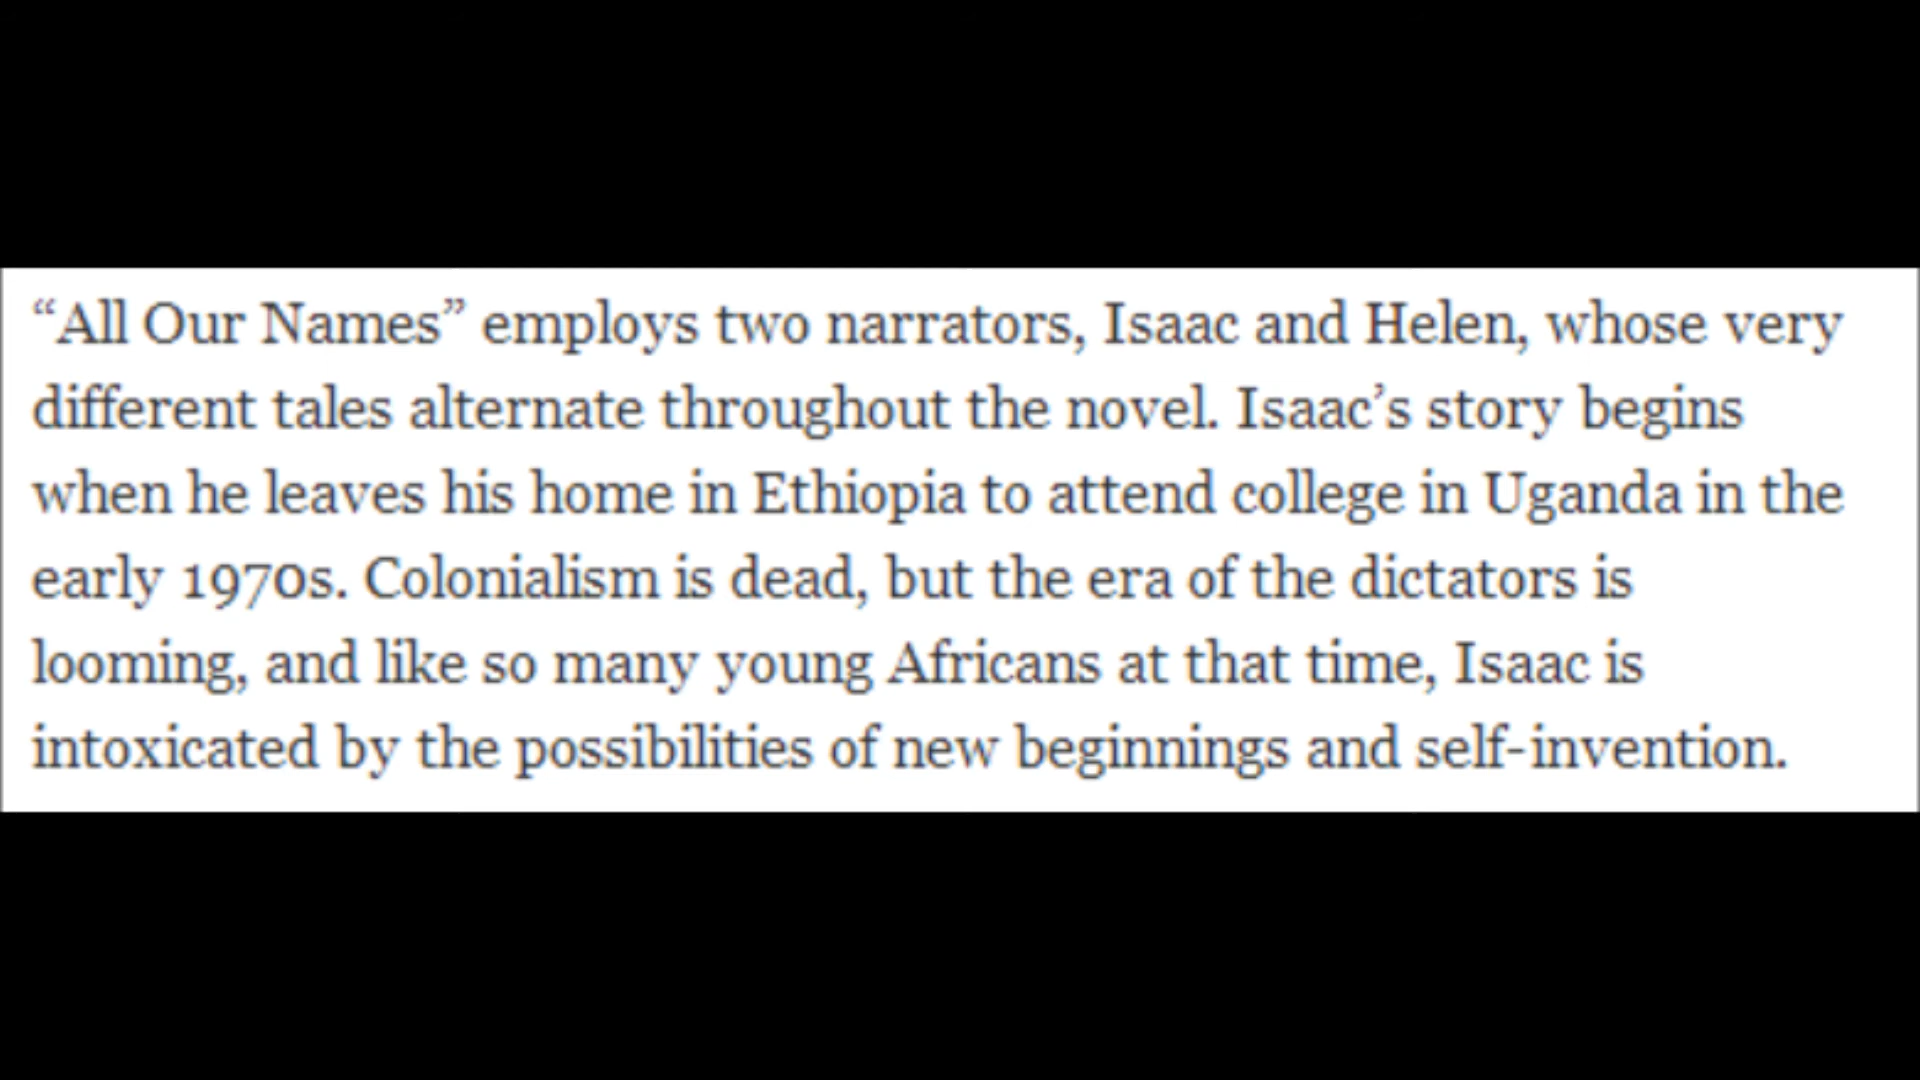 “All Our Names” employs two narrators, Isaac and Helen, whose very
different tales alternate throughout the novel. Isaac’s story begins
when he leaves his home in Ethiopia to attend college in Uganda in the
early 1970s. Colonialism is dead, but the era of the dictators is
looming, and like so many young Africans at that time, Isaac is
intoxicated by the possibilities of new beginnings and self-invention.